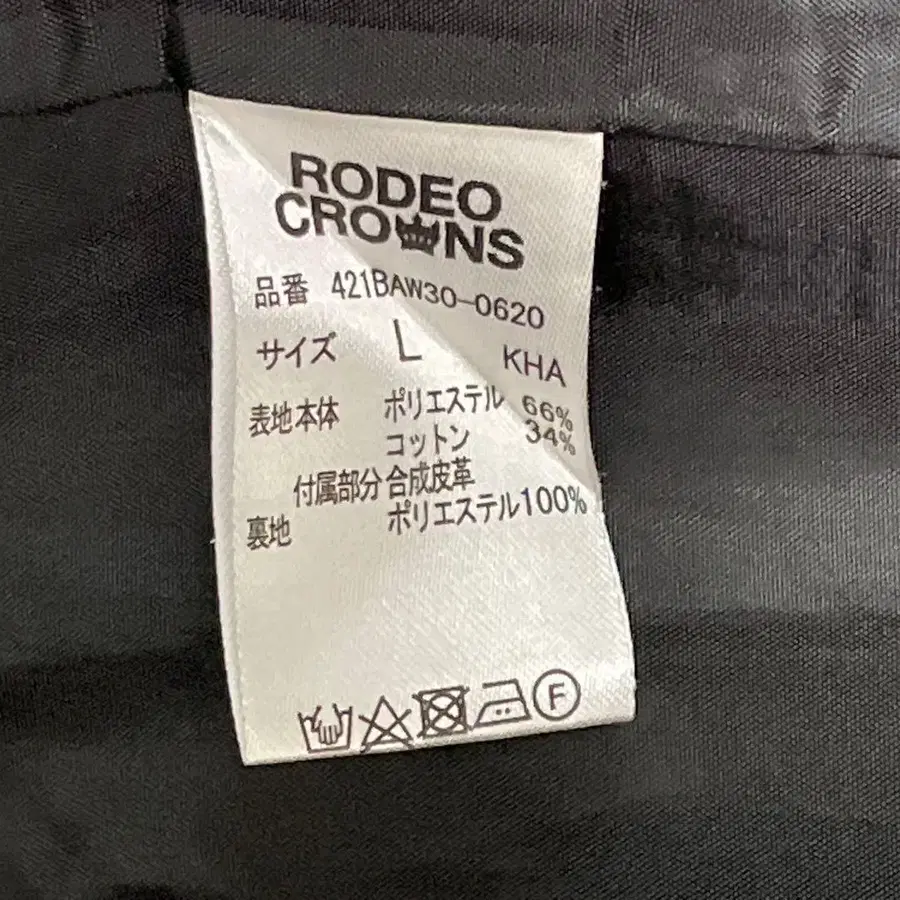 RODEO
CROWNS
品番 421BAW30-0620
サイズ L KHA
表地本体 ポリエステル 66%
コットン 34%
付属部分 合成皮革
裏地 ポリエステル100%
F